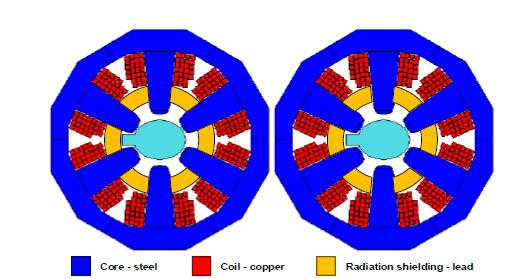 Core - steel
Coil - copper
Radiation shielding - lead